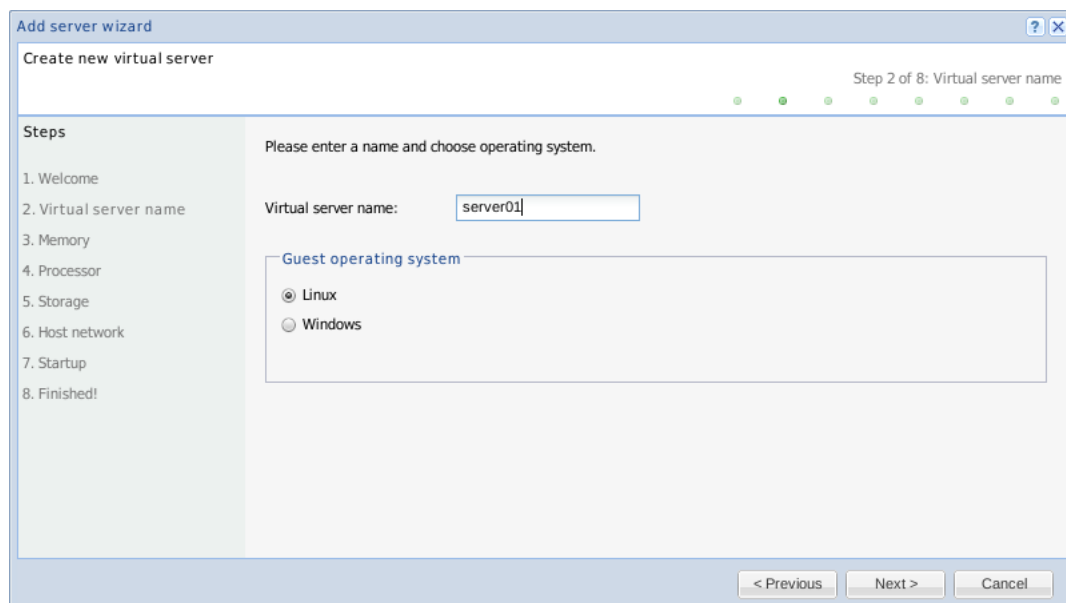 Add server wizard
?
Create new virtual server
Step 2 of 8: Virtual server name
Steps
1. Welcome
2. Virtual server name
3. Memory
4. Processor
5. Storage
6. Host network
7. Startup
8. Finished!
Please enter a name and choose operating system.
Virtual server name: server01
Guest operating system
Linux
Windows
< Previous Next > Cancel